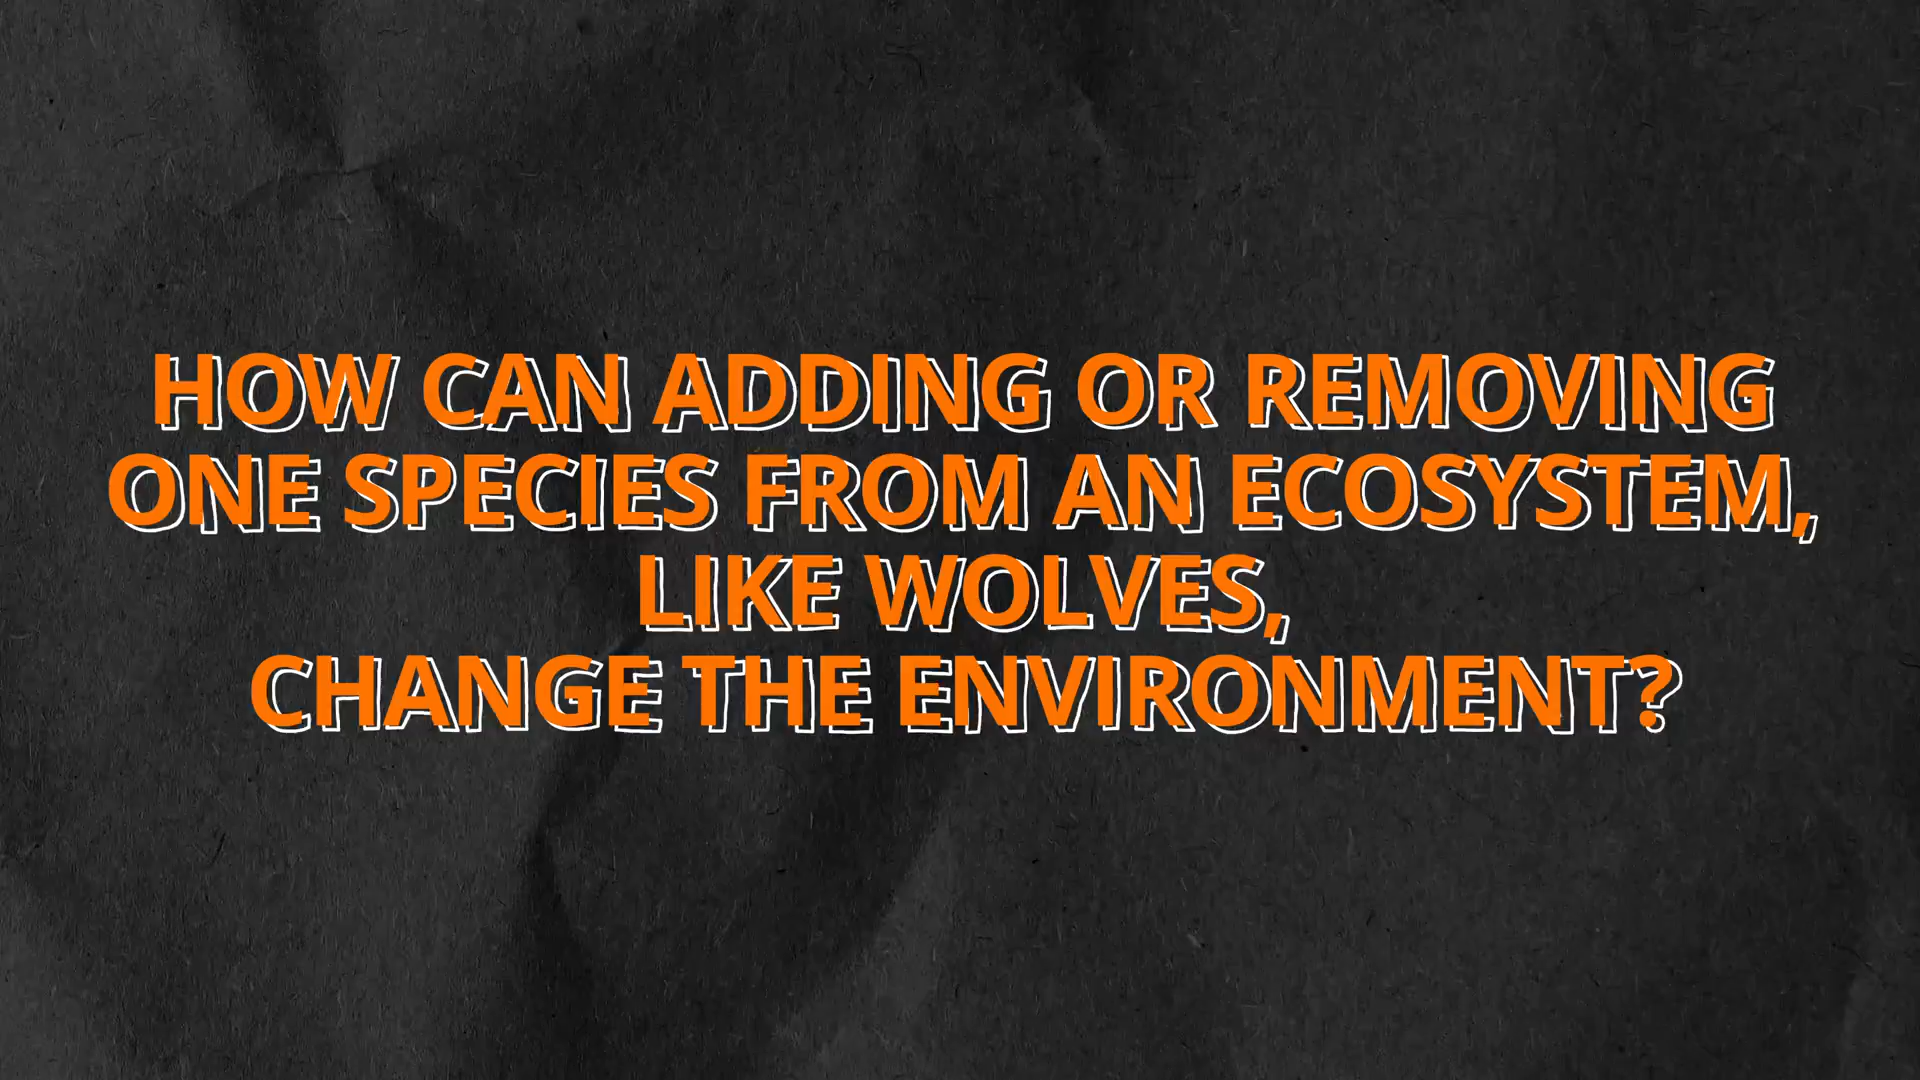 HOW CAN ADDING OR REMOVING
ONE SPECIES FROM AN ECOSYSTEM,
LIKE WOLVES,
CHANGE THE ENVIRONMENT?